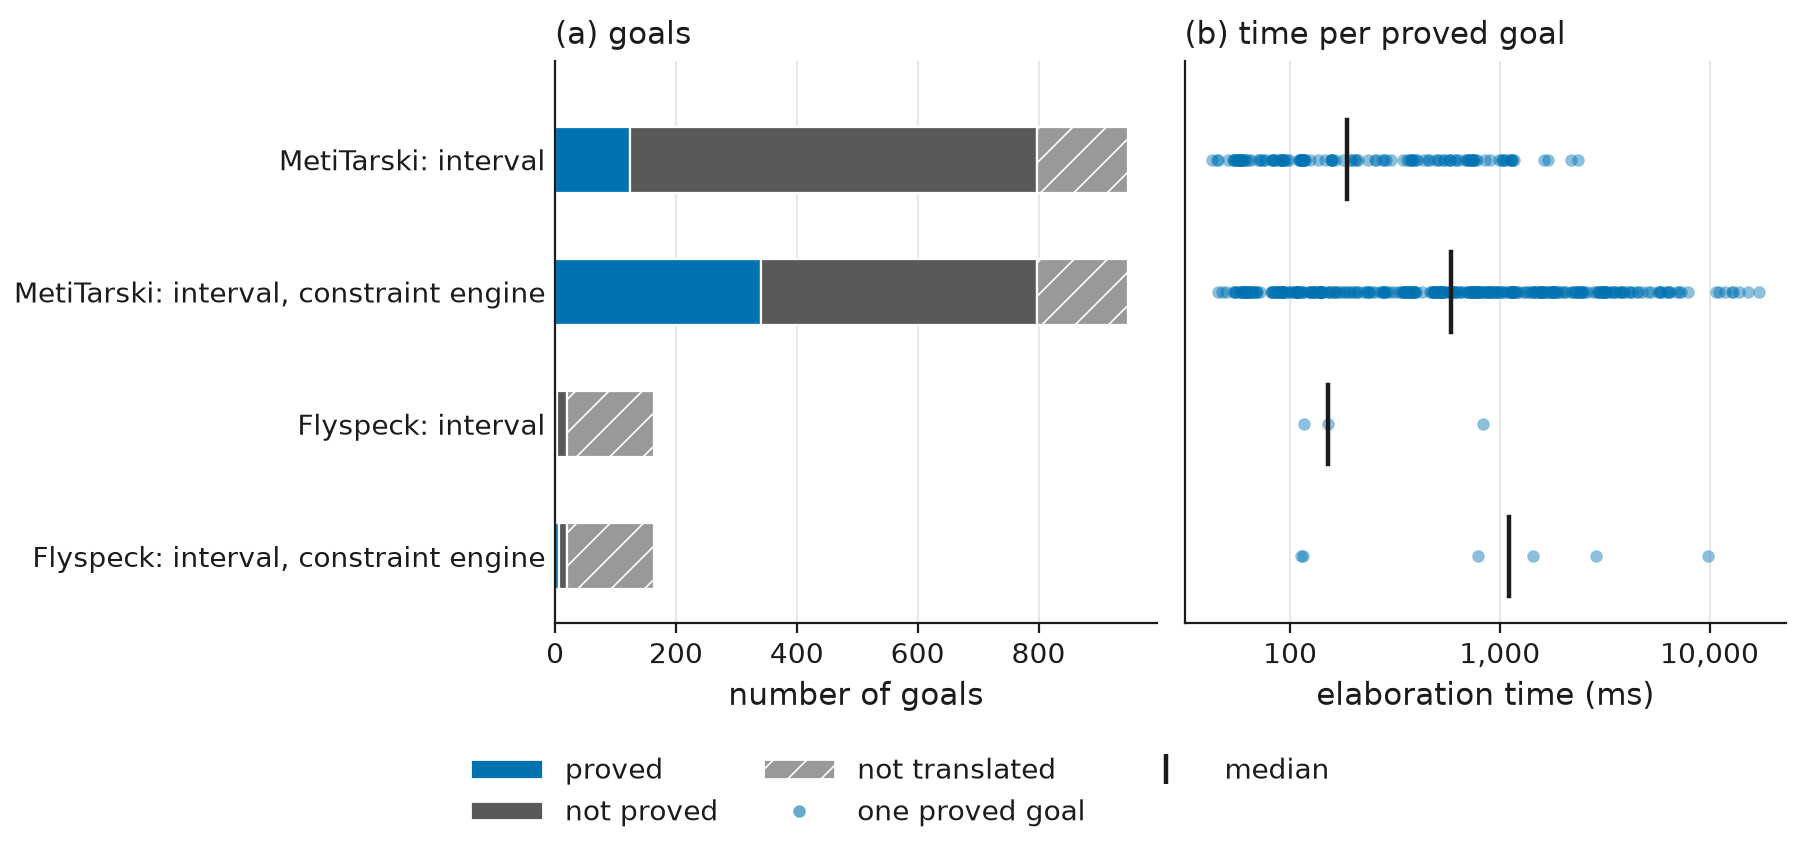 (a) goals
(b) time per proved goal
MetiTarski: interval
MetiTarski: interval, constraint engine
Flyspeck: interval
Flyspeck: interval, constraint engine
0 200 400 600 800
100 1,000 10,000
number of goals
elaboration time (ms)
proved
not translated
median
not proved
one proved goal